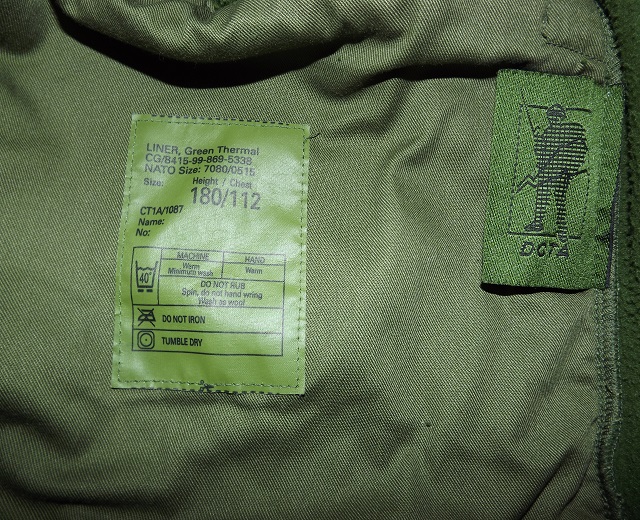 LINER, Green Thermal
CG/8415-99-869-5338
NATO Size: 7080/0515
Size: Height / Chest
180/112
CT1A/1087
Name:
No:
MACHINE HAND
40°
Warm Warm
Minimum wash
DO NOT RUB
Spin, do not hand wring
Wash as wool
DO NOT IRON
TUMBLE DRY
DCTA